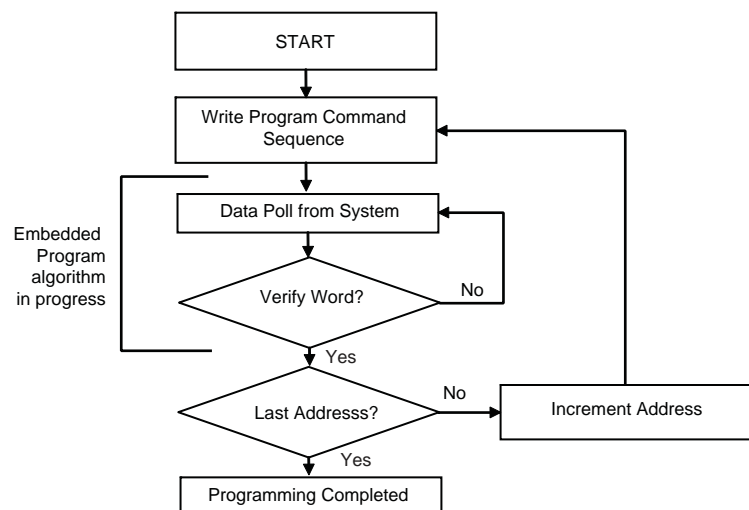 START
Write Program Command
Sequence
Data Poll from System
Embedded
Program
algorithm
in progress
Verify Word?
No
Yes
Last Addresss?
No
Increment Address
Yes
Programming Completed